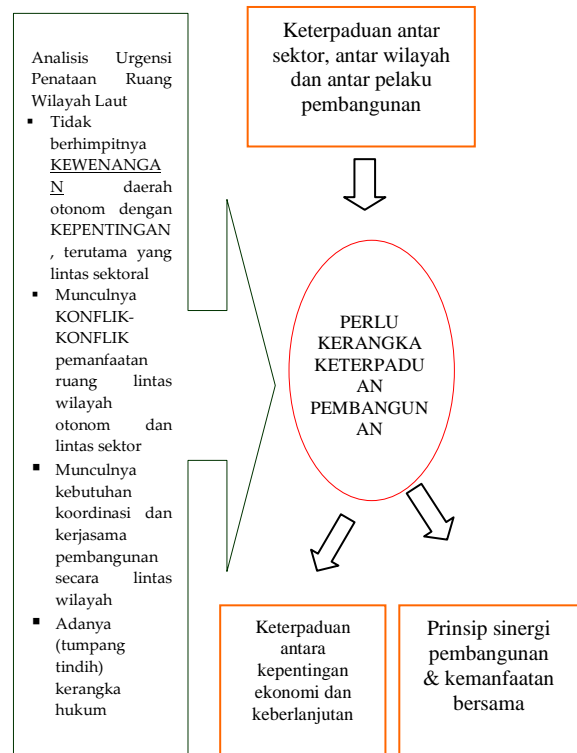 Analisis Urgensi
Penataan Ruang
Wilayah Laut
▪ Tidak
berhimpitnya
KEWENANGA
N daerah
otonom dengan
KEPENTINGAN
, terutama yang
lintas sektoral
▪ Munculnya
KONFLIK-
KONFLIK
pemanfaatan
ruang lintas
wilayah
otonom dan
lintas sektor
▪ Munculnya
kebutuhan
koordinasi dan
kerjasama
pembangunan
secara lintas
wilayah
▪ Adanya
(tumpang
tindih)
kerangka
hukum
Keterpaduan antar
sektor, antar wilayah
dan antar pelaku
pembangunan
PERLU
KERANGKA
KETERPADU
AN
PEMBANGUN
AN
Keterpaduan
antara
kepentingan
ekonomi dan
keberlanjutan
Prinsip sinergi
pembangunan
& kemanfaatan
bersama